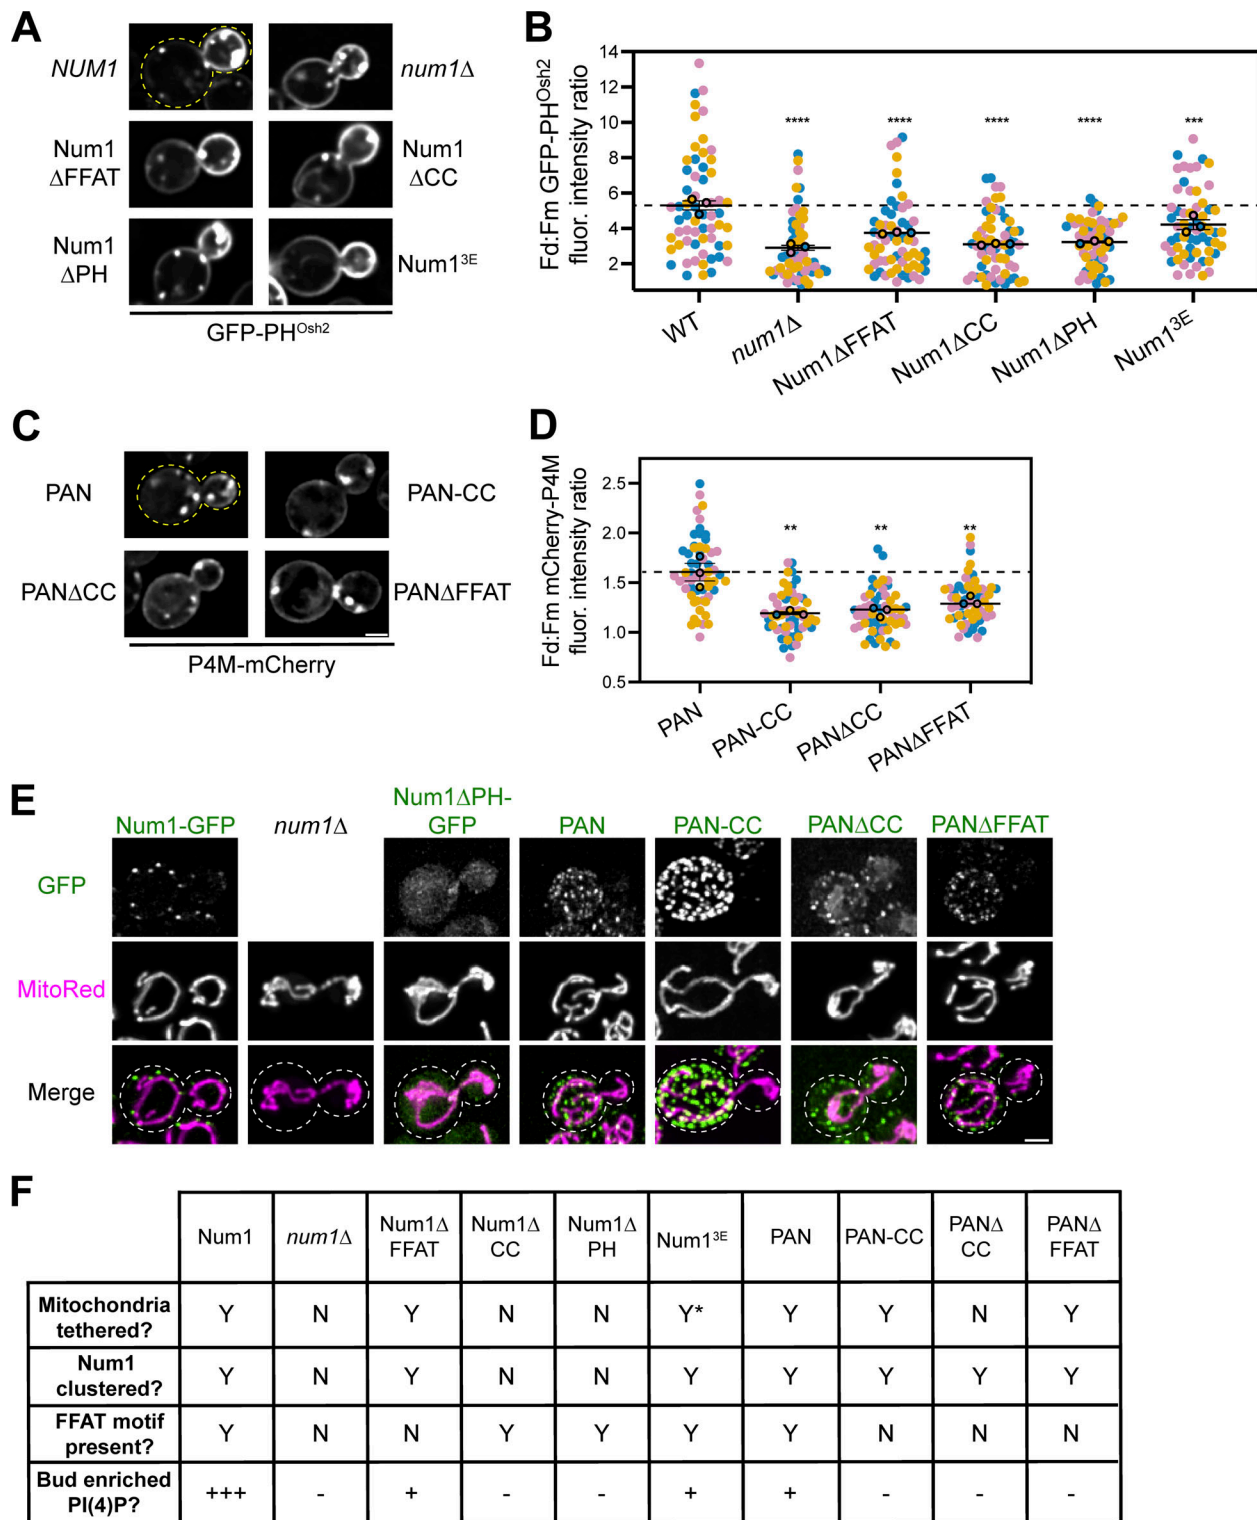 A
NUM1
num1Δ
Num1
ΔFFAT
Num1
ΔCC
Num1
ΔPH
Num1³ᴱ
GFP-PHᴼˢʰ²
B
Fd:Fm GFP-PHᴼˢʰ²
fluor. intensity ratio
14
12
10
8
6
4
2
****
****
****
****
***
WT
num1Δ
Num1ΔFFAT
Num1ΔCC
Num1ΔPH
Num1³ᴱ
C
PAN
PAN-CC
PANΔCC
PANΔFFAT
P4M-mCherry
D
Fd:Fm mCherry-P4M
fluor. intensity ratio
2.5
2.0
1.5
1.0
0.5
**
**
**
PAN
PAN-CC
PANΔCC
PANΔFFAT
E
Num1-GFP
num1Δ
Num1ΔPH-
GFP
PAN
PAN-CC
PANΔCC
PANΔFFAT
GFP
MitoRed
Merge
F
Num1 num1Δ Num1Δ FFAT Num1Δ CC Num1Δ PH Num1³ᴱ PAN PAN-CC PANΔ CC PANΔ FFAT
Mitochondria tethered? Y N Y N N Y* Y Y N Y
Num1 clustered? Y N Y N N Y Y Y Y Y
FFAT motif present? Y N N Y Y Y Y N N N
Bud enriched PI(4)P? +++ - + - - + + - - -